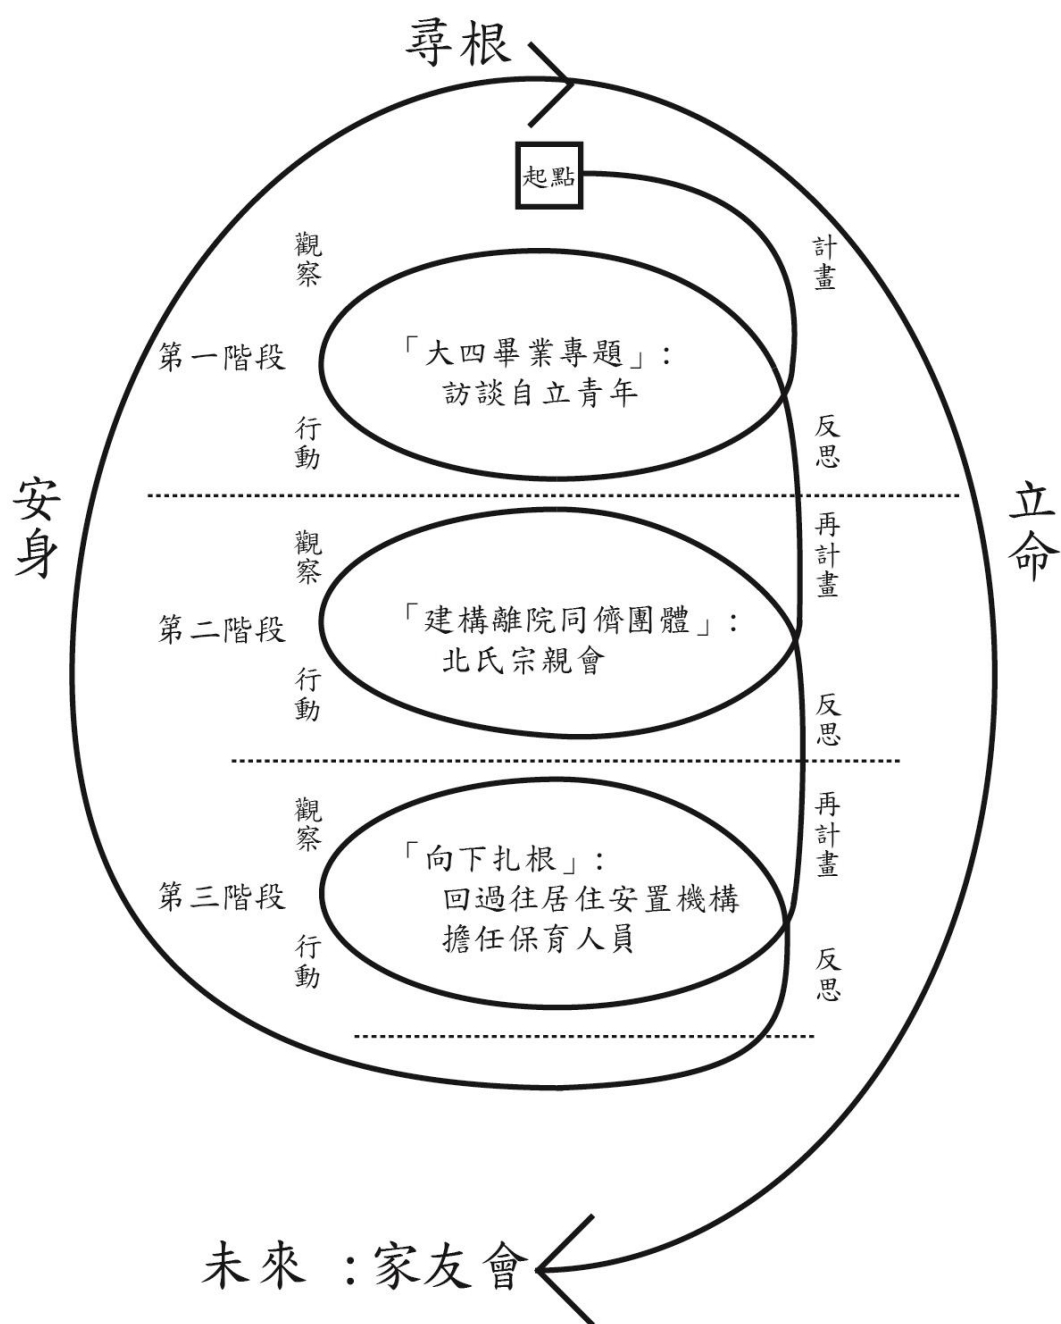 尋根
起點
觀察
計畫
第一階段
「大四畢業專題」:
訪談自立青年
行動
反思
安身
立命
觀察
再計畫
第二階段
「建構離院同儕團體」:
北氏宗親會
行動
反思
觀察
再計畫
第三階段
「向下扎根」:
回過往居住安置機構
擔任保育人員
行動
反思
未來 :家友會